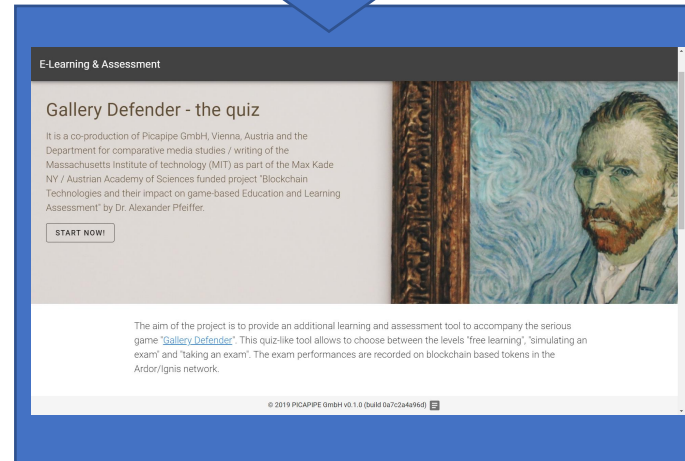 E-Learning & Assessment
Gallery Defender - the quiz
It is a co-production of Picapipe GmbH, Vienna, Austria and the
Department for comparative media studies / writing of the
Massachusetts Institute of technology (MIT) as part of the Max Kade
NY / Austrian Academy of Sciences funded project "Blockchain
Technologies and their impact on game-based Education and Learning
Assessment" by Dr. Alexander Pfeiffer.
START NOW!
The aim of the project is to provide an additional learning and assessment tool to accompany the serious
game "Gallery Defender". This quiz-like tool allows to choose between the levels "free learning", "simulating an
exam" and "taking an exam". The exam performances are recorded on blockchain based tokens in the
Ardor/Ignis network.
© 2019 PICAPIPE GmbH v0.1.0 (build 0a7c2a4a96d)